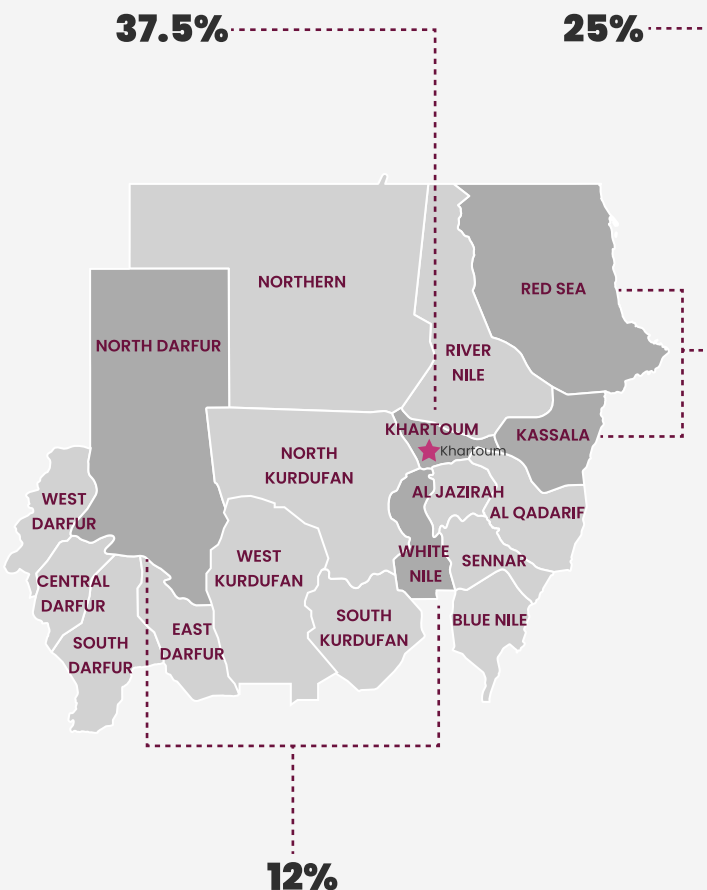 37.5%
25%
NORTHERN
RED SEA
NORTH DARFUR
RIVER
NILE
KHARTOUM
KASSALA
Khartoum
NORTH
KURDUFAN
AL JAZIRAH
WEST
DARFUR
AL QADARIF
WHITE
NILE
SENNAR
WEST
KURDUFAN
CENTRAL
DARFUR
SOUTH
KURDUFAN
BLUE NILE
EAST
DARFUR
SOUTH
DARFUR
12%